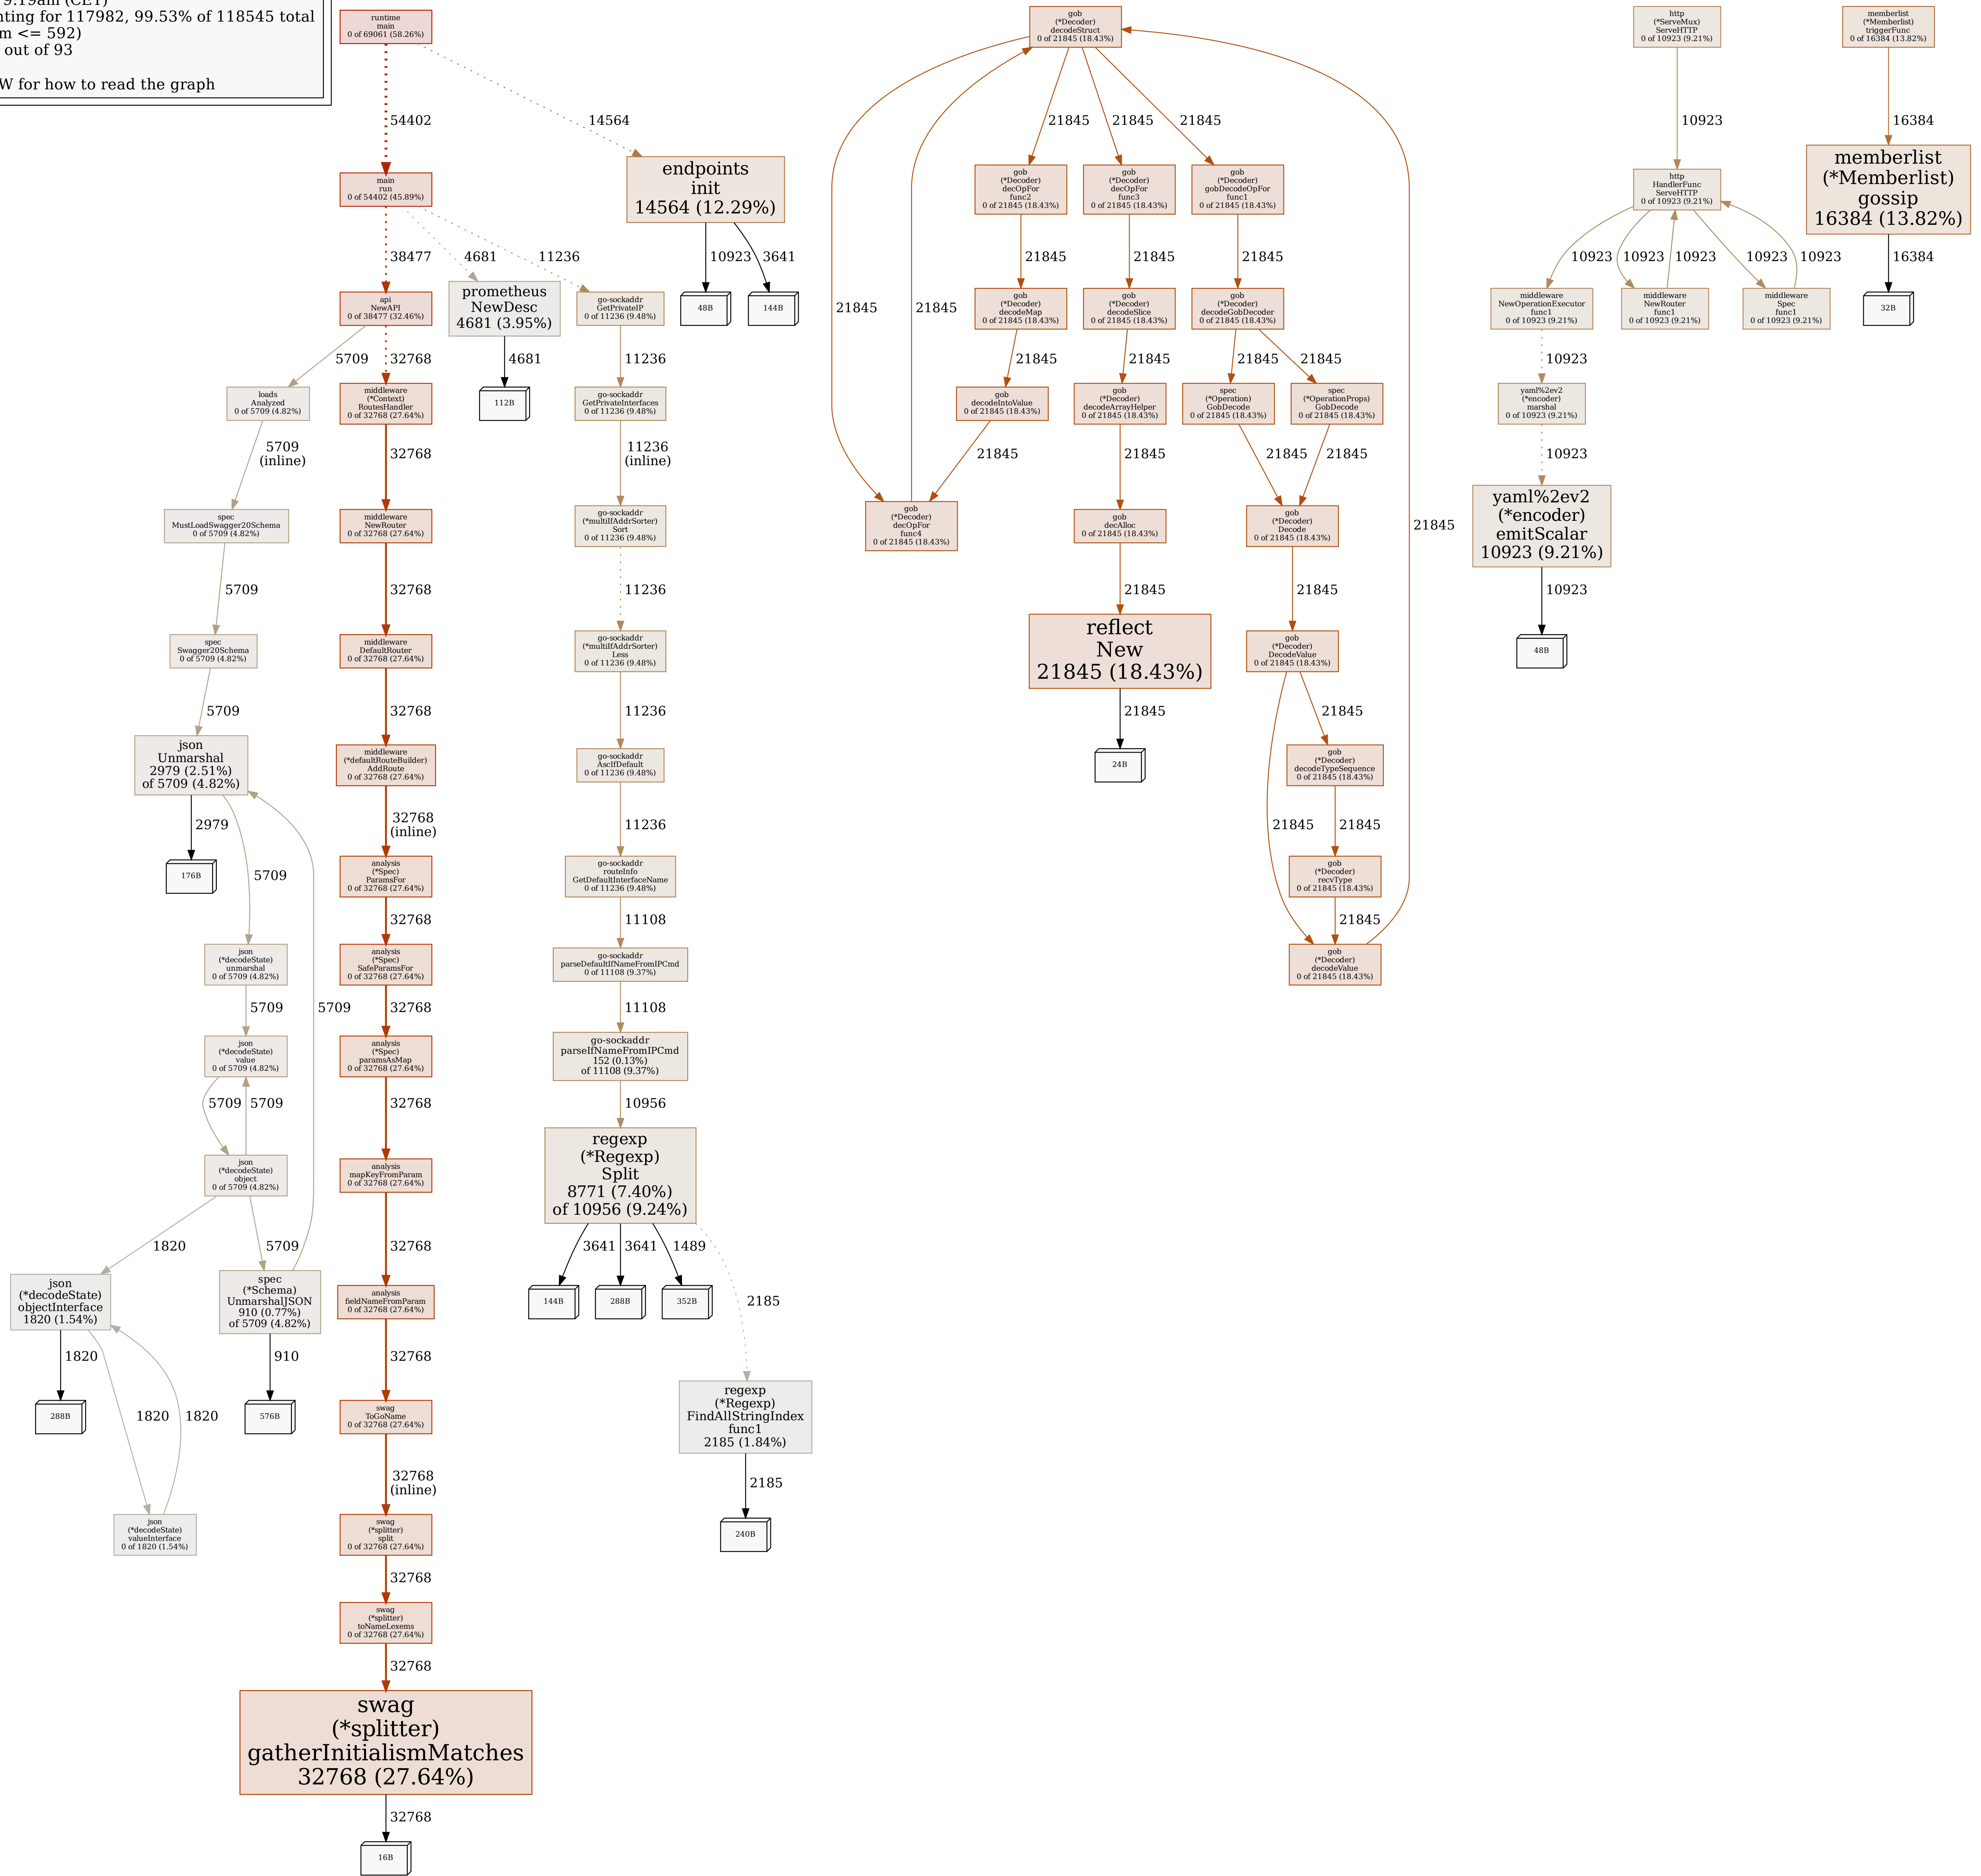 9:19am (CET)
nting for 117982, 99.53% of 118545 total
m <= 592)
out of 93
W for how to read the graph
runtime
main
0 of 69061 (58.26%)
54402
14564
main
run
0 of 54402 (45.89%)
endpoints
init
14564 (12.29%)
38477
4681
11236
10923
3641
48B
144B
api
NewAPI
0 of 38477 (32.46%)
prometheus
NewDesc
4681 (3.95%)
4681
112B
go-sockaddr
GetPrivateIP
0 of 11236 (9.48%)
5709
32768
11236
loads
Analyzed
0 of 5709 (4.82%)
5709
(inline)
spec
MustLoadSwagger20Schema
0 of 5709 (4.82%)
5709
spec
Swagger20Schema
0 of 5709 (4.82%)
5709
json
Unmarshal
2979 (2.51%)
of 5709 (4.82%)
2979
176B
5709
json
(*decodeState)
unmarshal
0 of 5709 (4.82%)
5709
5709
json
(*decodeState)
value
0 of 5709 (4.82%)
5709
5709
json
(*decodeState)
object
0 of 5709 (4.82%)
1820
5709
json
(*decodeState)
objectInterface
1820 (1.54%)
1820
288B
1820
1820
json
(*decodeState)
valueInterface
0 of 1820 (1.54%)
spec
(*Schema)
UnmarshalJSON
910 (0.77%)
of 5709 (4.82%)
910
576B
middleware
(*Context)
RoutesHandler
0 of 32768 (27.64%)
32768
middleware
NewRouter
0 of 32768 (27.64%)
32768
middleware
DefaultRouter
0 of 32768 (27.64%)
32768
middleware
(*defaultRouteBuilder)
AddRoute
0 of 32768 (27.64%)
32768
(inline)
analysis
(*Spec)
ParamsFor
0 of 32768 (27.64%)
32768
analysis
(*Spec)
SafeParamsFor
0 of 32768 (27.64%)
32768
analysis
(*Spec)
paramsAsMap
0 of 32768 (27.64%)
32768
analysis
mapKeyFromParam
0 of 32768 (27.64%)
32768
analysis
fieldNameFromParam
0 of 32768 (27.64%)
32768
swag
ToGoName
0 of 32768 (27.64%)
32768
(inline)
swag
(*splitter)
split
0 of 32768 (27.64%)
32768
swag
(*splitter)
toNameLexems
0 of 32768 (27.64%)
32768
swag
(*splitter)
gatherInitialismMatches
32768 (27.64%)
32768
16B
go-sockaddr
GetPrivateInterfaces
0 of 11236 (9.48%)
11236
(inline)
go-sockaddr
(*multiIfAddrSorter)
Sort
0 of 11236 (9.48%)
11236
go-sockaddr
(*multiIfAddrSorter)
Less
0 of 11236 (9.48%)
11236
go-sockaddr
AscIfDefault
0 of 11236 (9.48%)
11236
go-sockaddr
routeInfo
GetDefaultInterfaceName
0 of 11236 (9.48%)
11108
go-sockaddr
parseDefaultIfNameFromIPCmd
0 of 11108 (9.37%)
11108
go-sockaddr
parseIfNameFromIPCmd
152 (0.13%)
of 11108 (9.37%)
10956
regexp
(*Regexp)
Split
8771 (7.40%)
of 10956 (9.24%)
3641
3641
1489
2185
144B
288B
352B
regexp
(*Regexp)
FindAllStringIndex
func1
2185 (1.84%)
2185
240B
gob
(*Decoder)
decodeStruct
0 of 21845 (18.43%)
21845
21845
21845
21845
21845
21845
gob
(*Decoder)
decOpFor
func2
0 of 21845 (18.43%)
21845
gob
(*Decoder)
decodeMap
0 of 21845 (18.43%)
21845
gob
decodeIntoValue
0 of 21845 (18.43%)
21845
gob
(*Decoder)
decOpFor
func4
0 of 21845 (18.43%)
gob
(*Decoder)
decOpFor
func3
0 of 21845 (18.43%)
21845
gob
(*Decoder)
decodeSlice
0 of 21845 (18.43%)
21845
gob
(*Decoder)
decodeArrayHelper
0 of 21845 (18.43%)
21845
gob
decAlloc
0 of 21845 (18.43%)
21845
reflect
New
21845 (18.43%)
21845
24B
gob
(*Decoder)
gobDecodeOpFor
func1
0 of 21845 (18.43%)
21845
gob
(*Decoder)
decodeGobDecoder
0 of 21845 (18.43%)
21845
21845
spec
(*Operation)
GobDecode
0 of 21845 (18.43%)
spec
(*OperationProps)
GobDecode
0 of 21845 (18.43%)
21845
21845
gob
(*Decoder)
Decode
0 of 21845 (18.43%)
21845
gob
(*Decoder)
DecodeValue
0 of 21845 (18.43%)
21845
21845
gob
(*Decoder)
decodeTypeSequence
0 of 21845 (18.43%)
21845
gob
(*Decoder)
recvType
0 of 21845 (18.43%)
21845
gob
(*Decoder)
decodeValue
0 of 21845 (18.43%)
http
(*ServeMux)
ServeHTTP
0 of 10923 (9.21%)
10923
http
HandlerFunc
ServeHTTP
0 of 10923 (9.21%)
10923
10923
10923
10923
10923
middleware
NewOperationExecutor
func1
0 of 10923 (9.21%)
middleware
NewRouter
func1
0 of 10923 (9.21%)
middleware
Spec
func1
0 of 10923 (9.21%)
10923
yaml%2ev2
(*encoder)
marshal
0 of 10923 (9.21%)
10923
yaml%2ev2
(*encoder)
emitScalar
10923 (9.21%)
10923
48B
memberlist
(*Memberlist)
triggerFunc
0 of 16384 (13.82%)
16384
memberlist
(*Memberlist)
gossip
16384 (13.82%)
16384
32B